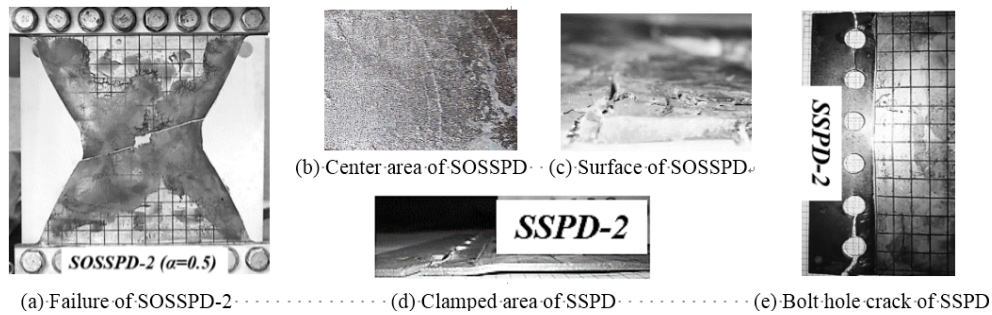 SOSSPD-2 (α=0.5)
(b) Center area of SOSSPD
(c) Surface of SOSSPD
SSPD-2
SSPD-2
(a) Failure of SOSSPD-2
(d) Clamped area of SSPD
(e) Bolt hole crack of SSPD